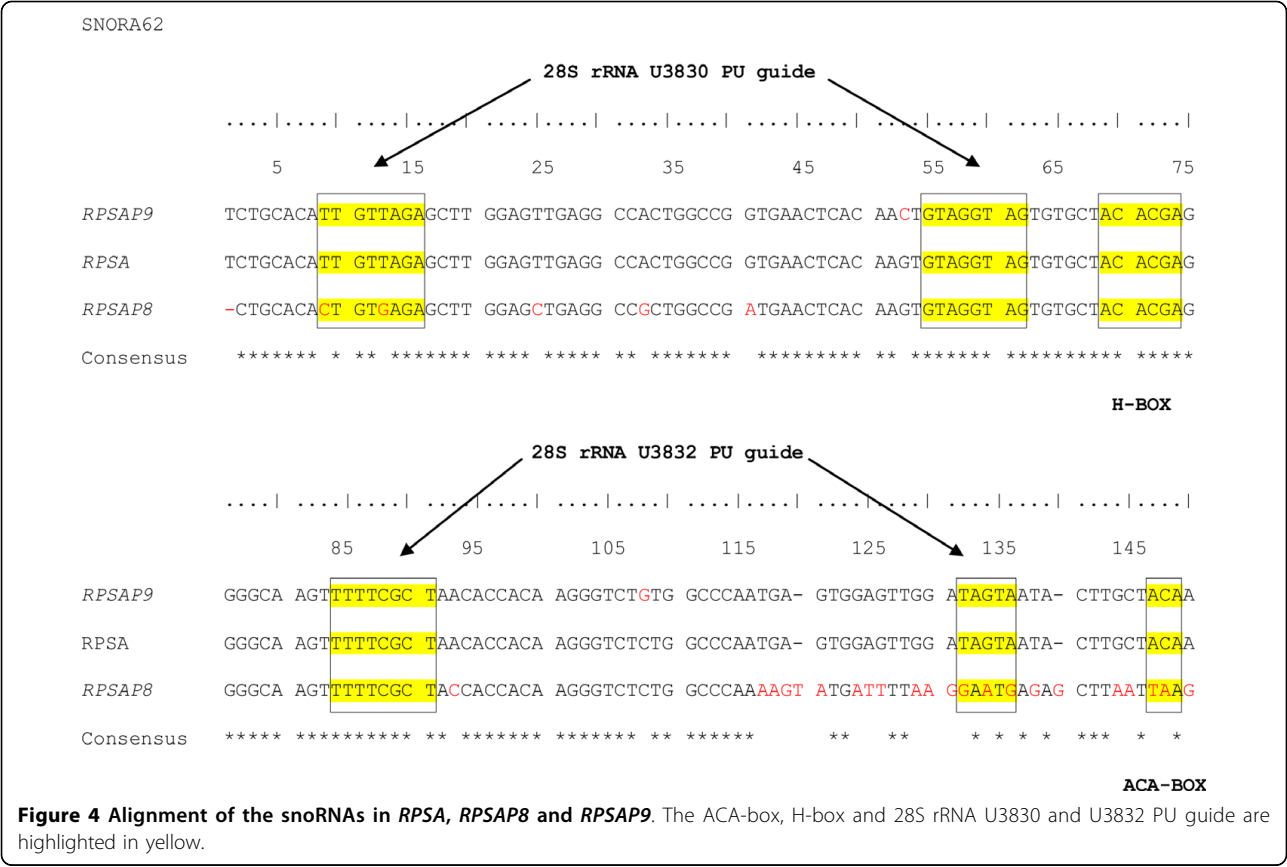 SNORA62
28S rRNA U3830 PU guide
....|....| ....|....| ....|....| ....|....| ....|....| ....|....| ....|....| ....|
5 15 25 35 45 55 65 75
RPSAP9 TCTGCACATT GTTAGAGCTT GGAGTTGAGG CCACTGGCCG GTGAACTCAC AACTGTAGGT AGTGTGCTAC ACGAG
RPSA TCTGCACATT GTTAGAGCTT GGAGTTGAGG CCACTGGCCG GTGAACTCAC AAGTGTAGGT AGTGTGCTAC ACGAG
RPSAP8 -CTGCACACT GTGAGAGCTT GGAGCTGAGG CCGCTGGCCG ATGAACTCAC AAGTGTAGGT AGTGTGCTAC ACGAG
Consensus ******* * ** ******* **** ***** ** ****** ********* ** ****** ********** *****
H-BOX
28S rRNA U3832 PU guide
....| ....|....| ....|....| ....|....| ....|....| ....|....| ....|....| ....|
85 95 105 115 125 135 145
RPSAP9 GGGCA AGTTTTTCGC TAACACCACA AGGGTCTGTG GCCCAATGA- GTGGAGTTGG ATAGTAATA- CTTGCTACAA
RPSA GGGCA AGTTTTTCGC TAACACCACA AGGGTCTCTG GCCCAATGA- GTGGAGTTGG ATAGTAATA- CTTGCTACAA
RPSAP8 GGGCA AGTTTTTCGC TACCACCACA AGGGTCTCTG GCCCAAAAGT ATGATTTTAA GGAATGAGAG CTTAATTAAG
Consensus ***** ********** ** ******* ******* ** ****** ** ** * * * * *** * *
ACA-BOX
Figure 4 Alignment of the snoRNAs in RPSA, RPSAP8 and RPSAP9. The ACA-box, H-box and 28S rRNA U3830 and U3832 PU guide are
highlighted in yellow.